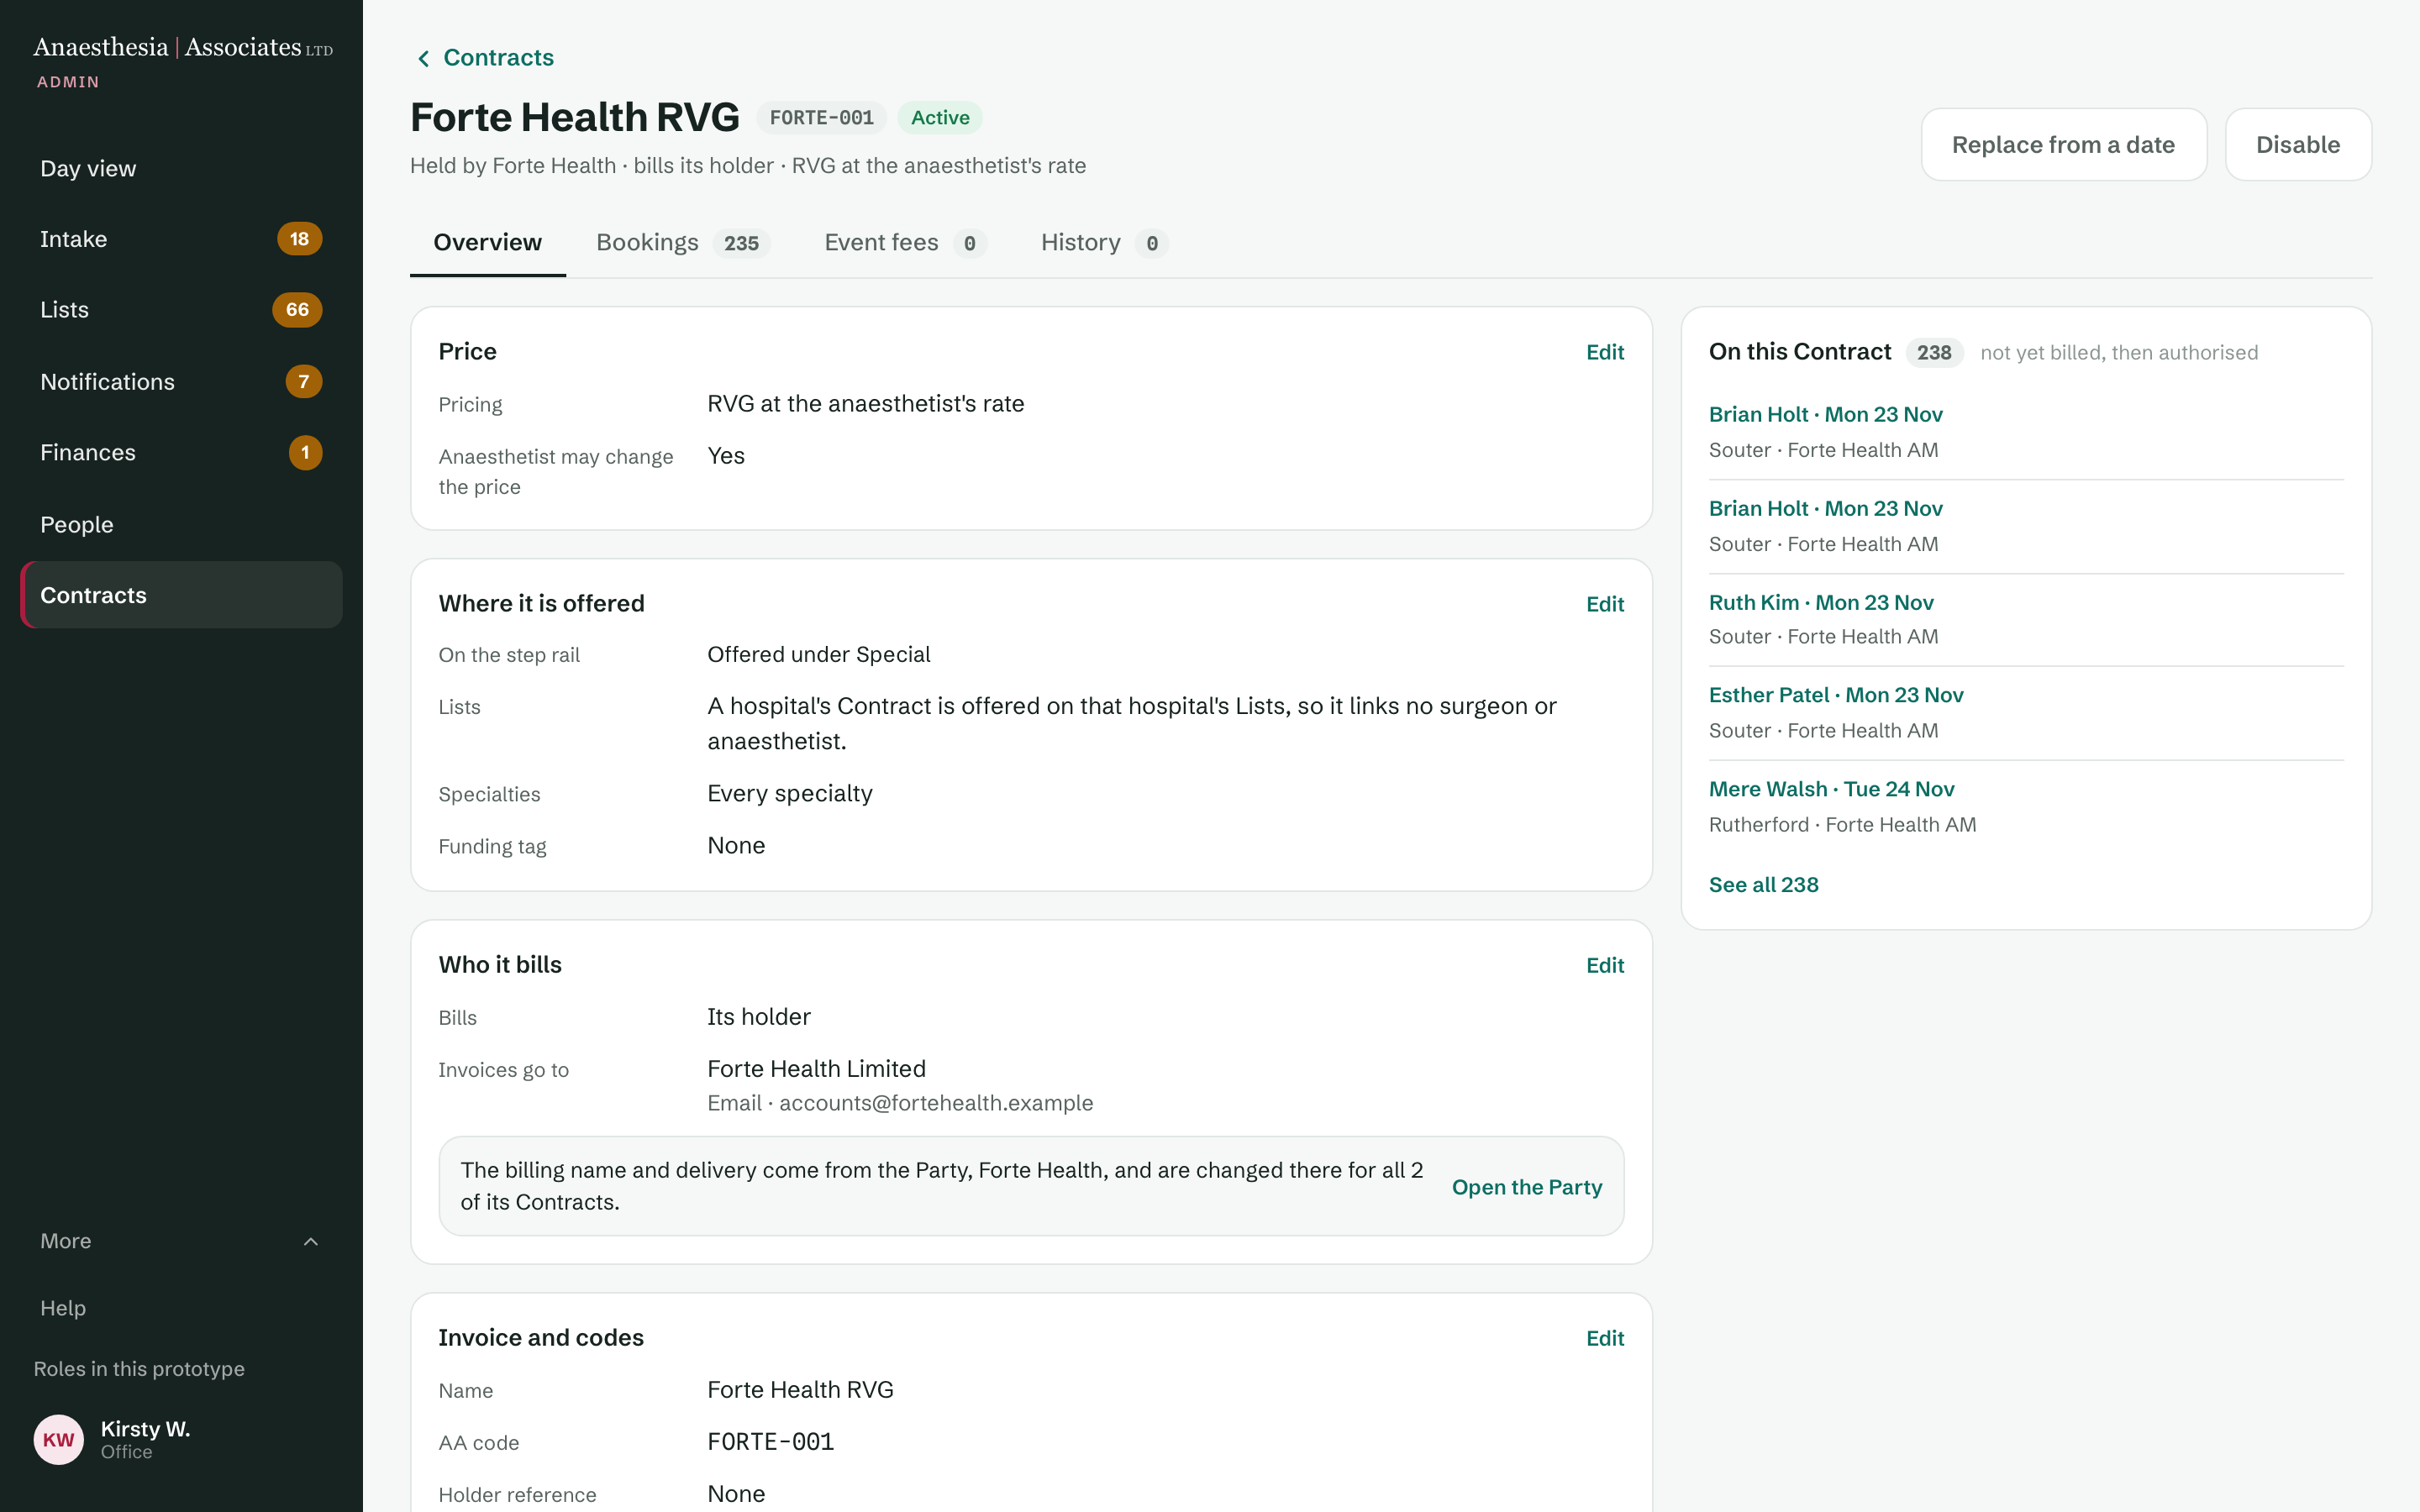 Anaesthesia | Associates LTD
ADMIN
Day view
Intake 18
Lists 66
Notifications 7
Finances 1
People
Contracts
More
Help
Roles in this prototype
KW
Kirsty W.
Office
Contracts
Forte Health RVG FORTE-001 Active
Held by Forte Health · bills its holder · RVG at the anaesthetist's rate
Replace from a date
Disable
Overview Bookings 235 Event fees 0 History 0
Price Edit
Pricing RVG at the anaesthetist's rate
Anaesthetist may change Yes
the price
Where it is offered Edit
On the step rail Offered under Special
Lists A hospital's Contract is offered on that hospital's Lists, so it links no surgeon or
anaesthetist.
Specialties Every specialty
Funding tag None
Who it bills Edit
Bills Its holder
Invoices go to Forte Health Limited
Email · accounts@fortehealth.example
The billing name and delivery come from the Party, Forte Health, and are changed there for all 2
of its Contracts.
Open the Party
Invoice and codes Edit
Name Forte Health RVG
AA code FORTE-001
Holder reference None
On this Contract 238 not yet billed, then authorised
Brian Holt · Mon 23 Nov
Souter · Forte Health AM
Brian Holt · Mon 23 Nov
Souter · Forte Health AM
Ruth Kim · Mon 23 Nov
Souter · Forte Health AM
Esther Patel · Mon 23 Nov
Souter · Forte Health AM
Mere Walsh · Tue 24 Nov
Rutherford · Forte Health AM
See all 238